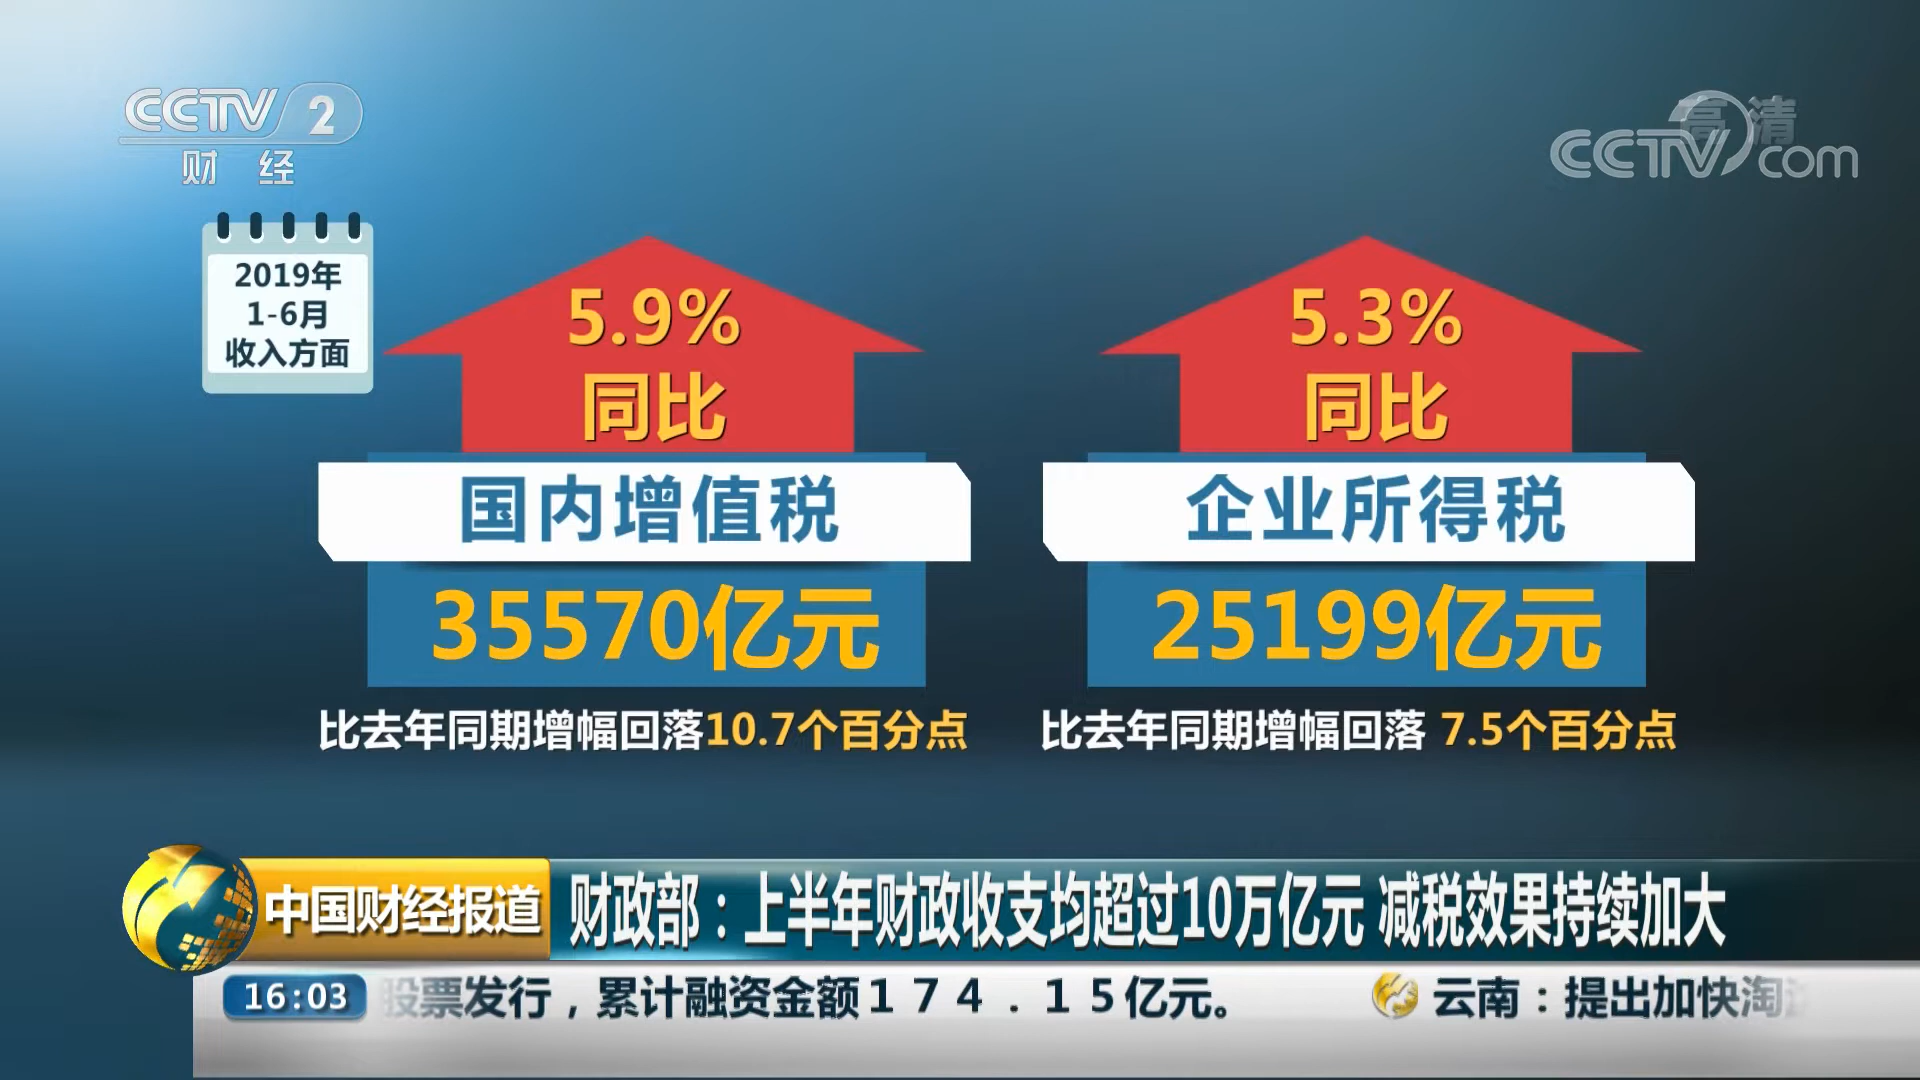 CCTV 2
财 经
高清
CCTV.com
2019年
1-6月
收入方面
5.9%
同比
国内增值税
35570亿元
比去年同期增幅回落10.7个百分点
5.3%
同比
企业所得税
25199亿元
比去年同期增幅回落 7.5个百分点
中国财经报道
财政部：上半年财政收支均超过10万亿元 减税效果持续加大
16:03
股票发行，累计融资金额１７４．１５亿元。
云南：提出加快淘